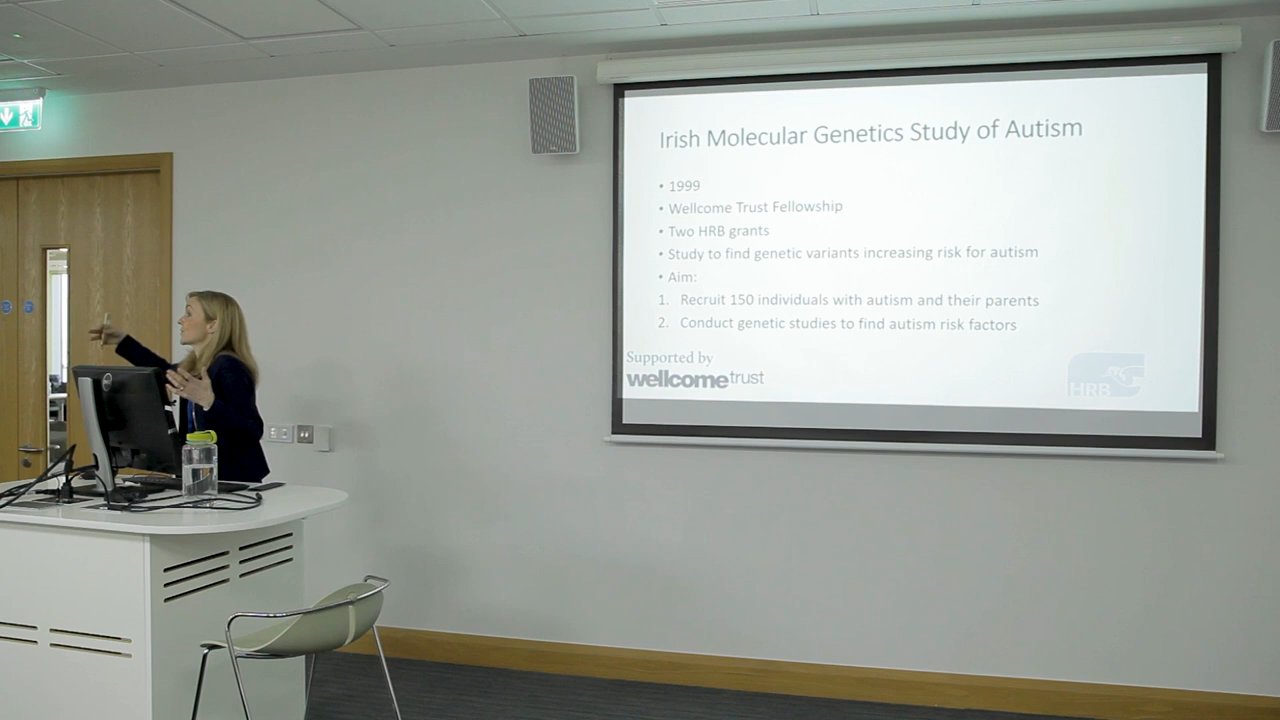 Irish Molecular Genetics Study of Autism
• 1999
• Wellcome Trust Fellowship
• Two HRB grants
• Study to find genetic variants increasing risk for autism
• Aim:
1. Recruit 150 individuals with autism and their parents
2. Conduct genetic studies to find autism risk factors
Supported by
wellcometrust
HRB